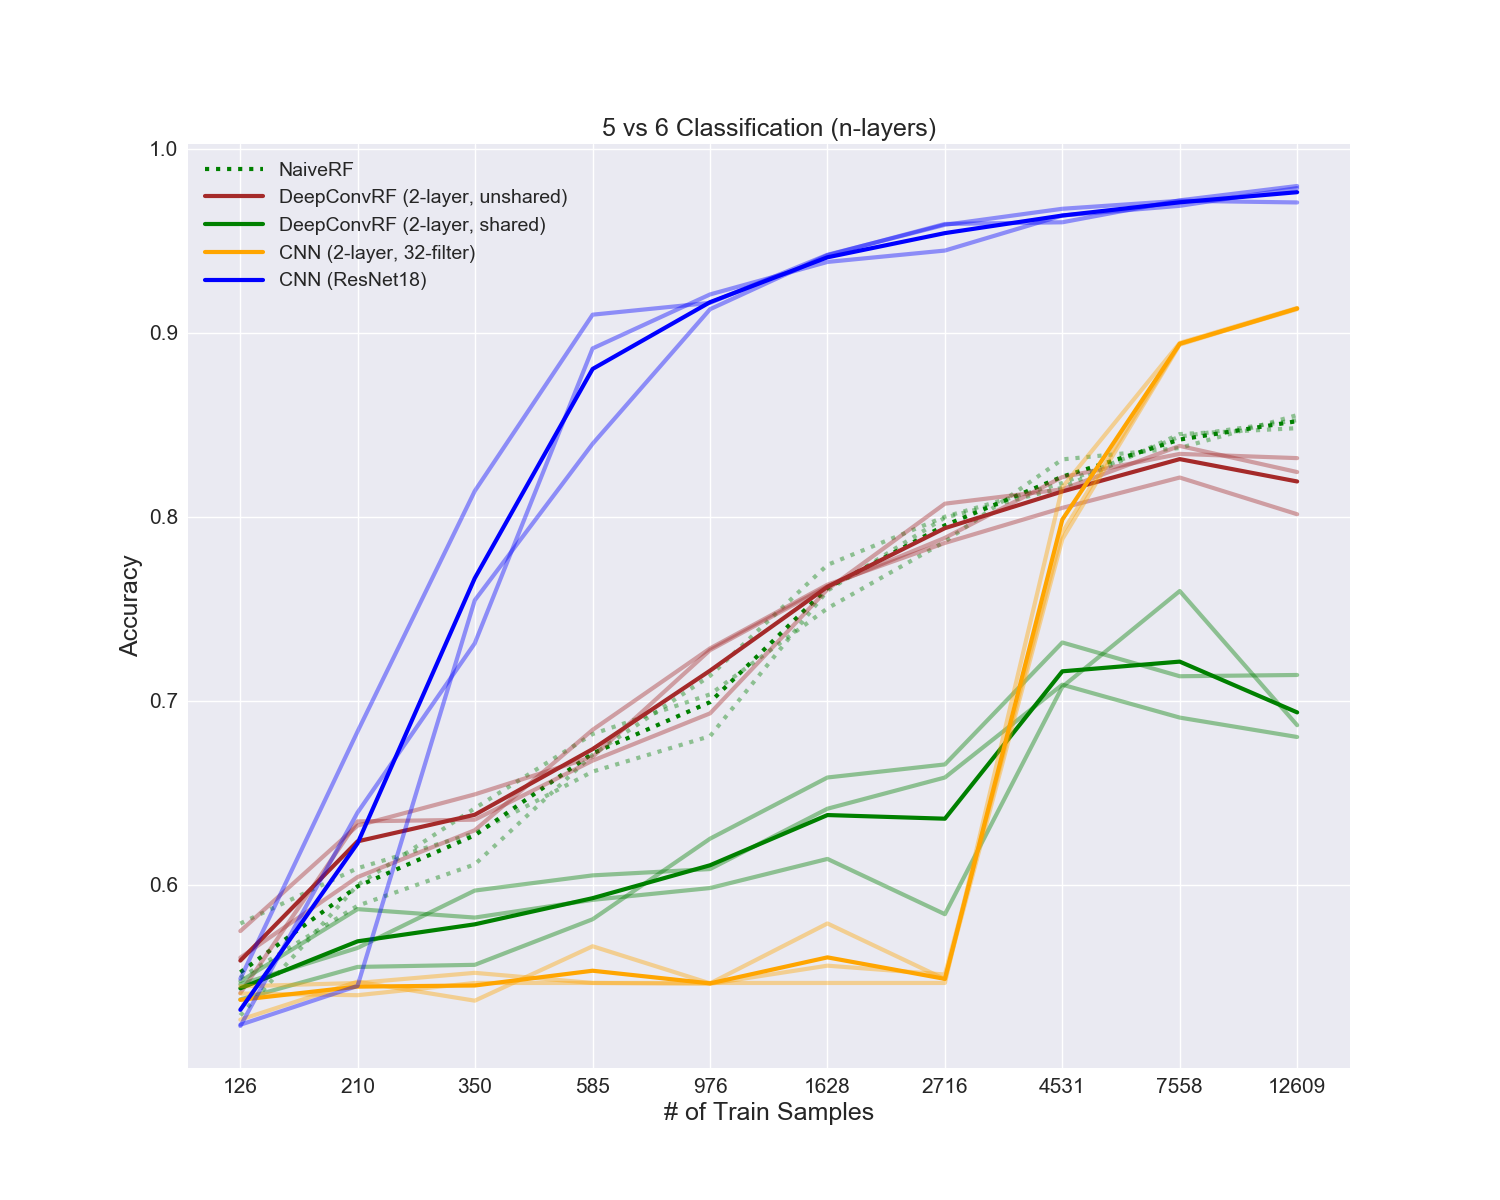 5 vs 6 Classification (n-layers)
1.0
NaiveRF
DeepConvRF (2-layer, unshared)
DeepConvRF (2-layer, shared)
CNN (2-layer, 32-filter)
CNN (ResNet18)
0.9
0.8
0.7
0.6
Accuracy
126 210 350 585 976 1628 2716 4531 7558 12609
# of Train Samples